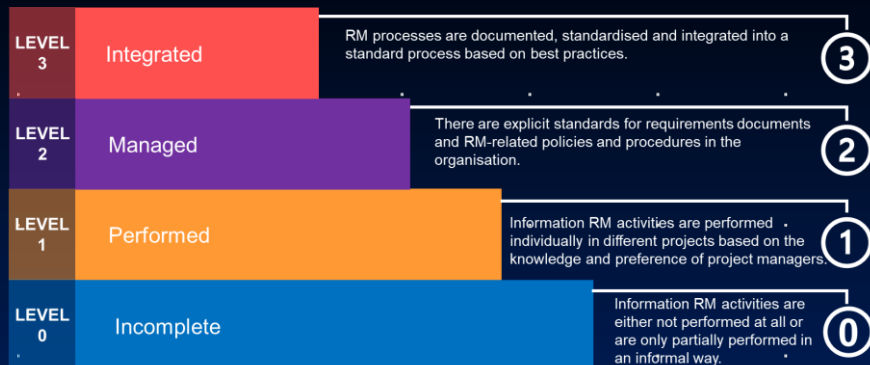 LEVEL
3
Integrated
RM processes are documented, standardised and integrated into a
standard process based on best practices.
3
LEVEL
2
Managed
There are explicit standards for requirements documents
and RM-related policies and procedures in the
organisation.
2
LEVEL
1
Performed
Information RM activities are performed
individually in different projects based on the
knowledge and preference of project managers.
1
LEVEL
0
Incomplete
Information RM activities are
either not performed at all or
are only partially performed in
an informal way.
0